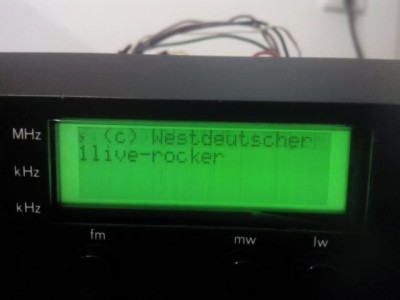 MHz
, (c) Westdeutscher
1live-rocker
kHz
kHz
fm mw lw